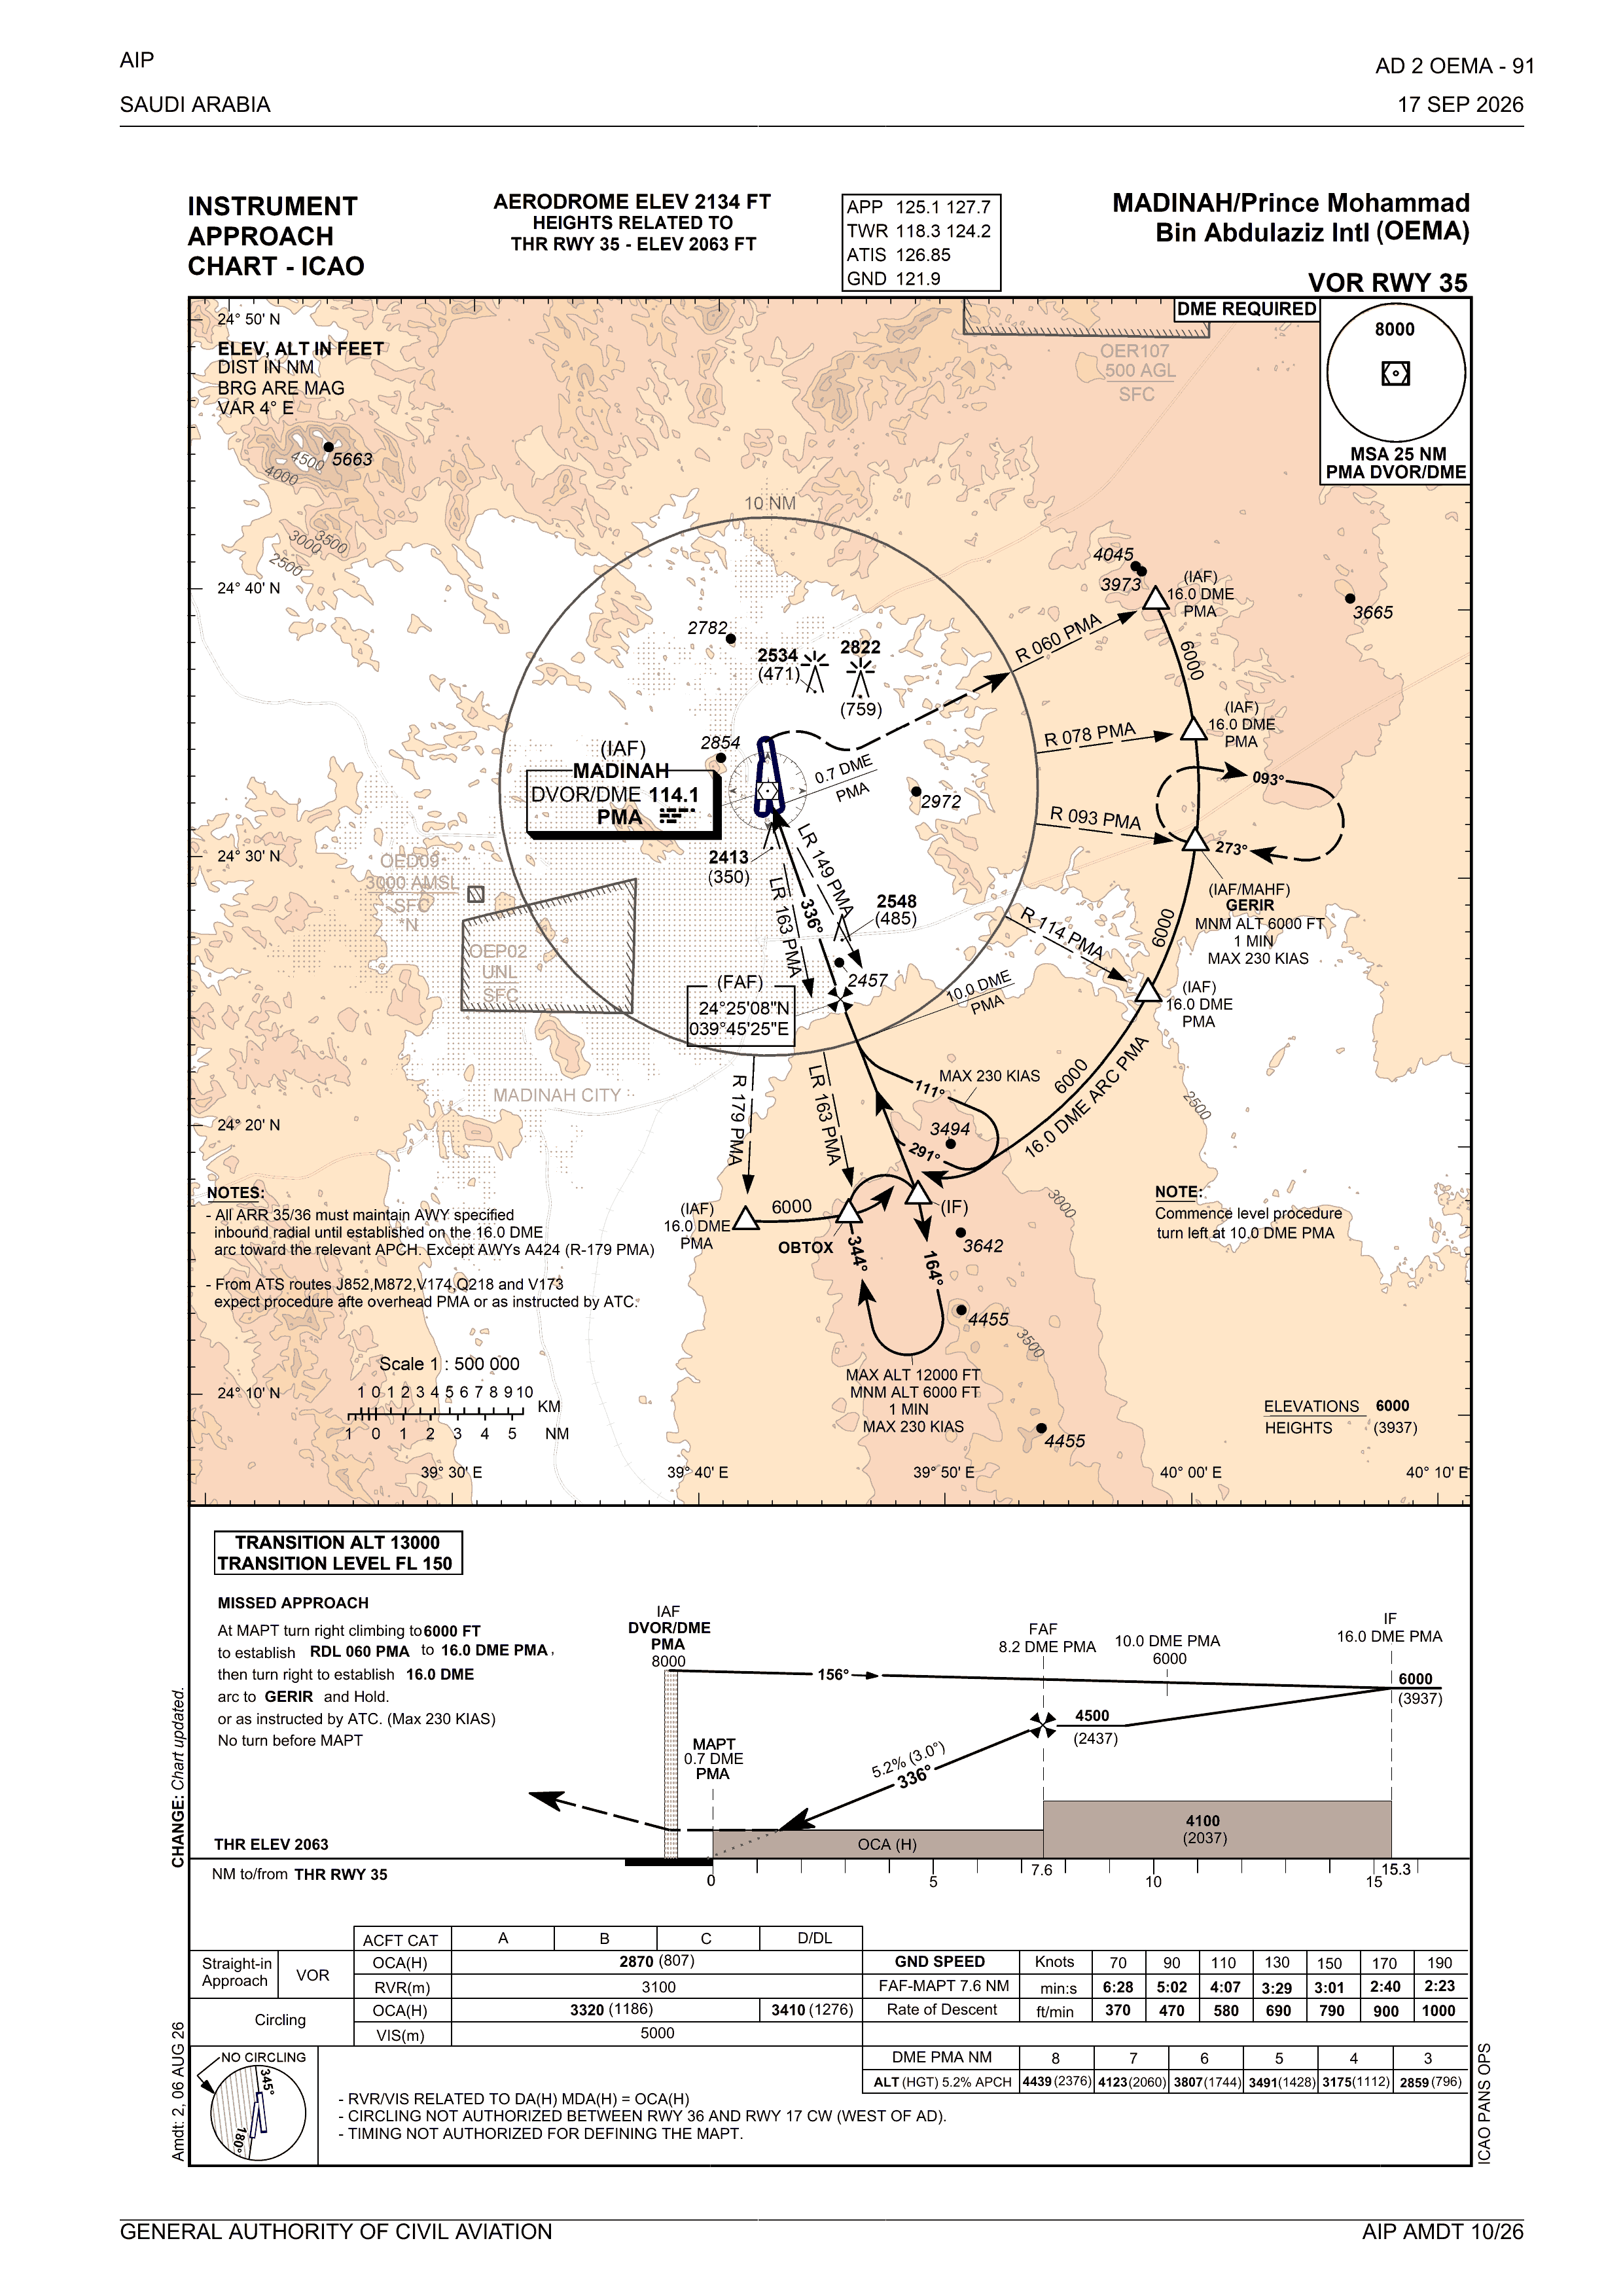 AIP
AD 2 OEMA - 91
SAUDI ARABIA
17 SEP 2026
INSTRUMENT
APPROACH
CHART - ICAO
AERODROME ELEV 2134 FT
HEIGHTS RELATED TO
THR RWY 35 - ELEV 2063 FT
APP 125.1 127.7
TWR 118.3 124.2
ATIS 126.85
GND 121.9
MADINAH/Prince Mohammad
Bin Abdulaziz Intl (OEMA)
VOR RWY 35
DME REQUIRED
8000
MSA 25 NM
PMA DVOR/DME
24° 50' N
ELEV, ALT IN FEET
DIST IN NM
BRG ARE MAG
VAR 4° E
OER107
500 AGL
SFC
4500
5663
4000
3000
3500
2500
10 NM
24° 40' N
4045
3973
(IAF)
16.0 DME
PMA
3665
2782
2534
(471)
2822
(759)
R 060 PMA
6000
(IAF)
16.0 DME
PMA
R 078 PMA
2854
(IAF)
MADINAH
DVOR/DME 114.1
PMA
0.7 DME
PMA
2972
093°
R 093 PMA
273°
24° 30' N
2413
(350)
LR 149 PMA
LR 163 PMA
336°
2548
(485)
2457
OED09
3000 AMSL
SFC
*N
OEP02
UNL
SFC
(IAF/MAHF)
GERIR
MNM ALT 6000 FT
1 MIN
MAX 230 KIAS
6000
R 114 PMA
(IAF)
16.0 DME
PMA
(FAF)
24°25'08"N
039°45'25"E
10.0 DME
PMA
MADINAH CITY
24° 20' N
R 179 PMA
LR 163 PMA
111°
MAX 230 KIAS
3494
291°
6000
16.0 DME ARC PMA
2500
3000
NOTES:
- All ARR 35/36 must maintain AWY specified
inbound radial until established on the 16.0 DME
arc toward the relevant APCH. Except AWYs A424 (R-179 PMA)
- From ATS routes J852,M872,V174,Q218 and V173
expect procedure afte overhead PMA or as instructed by ATC.
(IAF)
16.0 DME
PMA
6000
OBTOX
(IF)
344°
164°
3642
4455
3500
NOTE:
Commence level procedure
turn left at 10.0 DME PMA
MAX ALT 12000 FT
MNM ALT 6000 FT
1 MIN
MAX 230 KIAS
4455
Scale 1 : 500 000
1 0 1 2 3 4 5 6 7 8 9 10
KM
1 0 1 2 3 4 5 NM
24° 10' N
ELEVATIONS 6000
HEIGHTS (3937)
39° 30' E
39° 40' E
39° 50' E
40° 00' E
40° 10' E
TRANSITION ALT 13000
TRANSITION LEVEL FL 150
MISSED APPROACH
At MAPT turn right climbing to 6000 FT
to establish RDL 060 PMA to 16.0 DME PMA,
then turn right to establish 16.0 DME
arc to GERIR and Hold.
or as instructed by ATC. (Max 230 KIAS)
No turn before MAPT
IAF
DVOR/DME
PMA
8000
156°
FAF
8.2 DME PMA
10.0 DME PMA
6000
IF
16.0 DME PMA
6000
(3937)
4500
(2437)
MAPT
0.7 DME
PMA
5.2% (3.0°)
336°
4100
(2037)
OCA (H)
THR ELEV 2063
NM to/from THR RWY 35
0
5
7.6
10
15
15.3
CHANGE: Chart updated.
Amdt: 2, 06 AUG 26
ICAO PANS OPS
ACFT CAT A B C D/DL
Straight-in
Approach
VOR
OCA(H) 2870 (807)
RVR(m) 3100
Circling
OCA(H) 3320 (1186) 3410 (1276)
VIS(m) 5000
GND SPEED Knots 70 90 110 130 150 170 190
FAF-MAPT 7.6 NM min:s 6:28 5:02 4:07 3:29 3:01 2:40 2:23
Rate of Descent ft/min 370 470 580 690 790 900 1000
DME PMA NM 8 7 6 5 4 3
ALT (HGT) 5.2% APCH 4439 (2376) 4123(2060) 3807(1744) 3491(1428) 3175(1112) 2859 (796)
NO CIRCLING
345°
180°
- RVR/VIS RELATED TO DA(H) MDA(H) = OCA(H)
- CIRCLING NOT AUTHORIZED BETWEEN RWY 36 AND RWY 17 CW (WEST OF AD).
- TIMING NOT AUTHORIZED FOR DEFINING THE MAPT.
GENERAL AUTHORITY OF CIVIL AVIATION
AIP AMDT 10/26